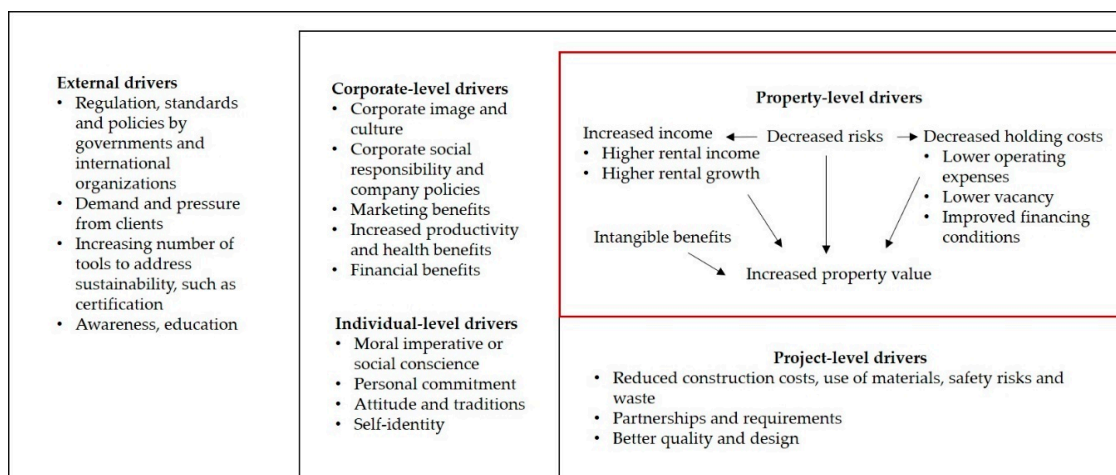 External drivers
• Regulation, standards
and policies by
governments and
international
organizations
• Demand and pressure
from clients
• Increasing number of
tools to address
sustainability, such as
certification
• Awareness, education
Corporate-level drivers
• Corporate image and
culture
• Corporate social
responsibility and
company policies
• Marketing benefits
• Increased productivity
and health benefits
• Financial benefits
Individual-level drivers
• Moral imperative or
social conscience
• Personal commitment
• Attitude and traditions
• Self-identity
Property-level drivers
Increased income
• Higher rental income
• Higher rental growth
Decreased risks
Decreased holding costs
• Lower operating
expenses
• Lower vacancy
• Improved financing
conditions
Intangible benefits
Increased property value
Project-level drivers
• Reduced construction costs, use of materials, safety risks and
waste
• Partnerships and requirements
• Better quality and design